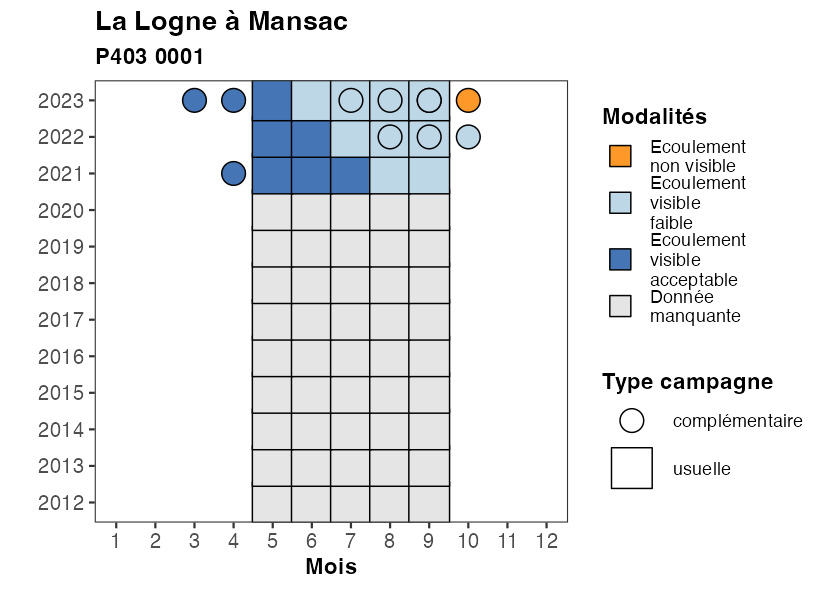 La Logne à Mansac
P403 0001
2023
2022
2021
2020
2019
2018
2017
2016
2015
2014
2013
2012
1 2 3 4 5 6 7 8 9 10 11 12
Mois
Modalités
Ecoulement
non visible
Ecoulement
visible
faible
Ecoulement
visible
acceptable
Donnée
manquante
Type campagne
complémentaire
usuelle